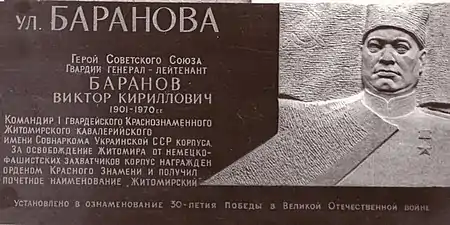 ул. БАРАНОВА
Герой Советского Союза
Гвардии генерал - лейтенант
БАРАНОВ
ВИКТОР КИРИЛЛОВИЧ
1901-1970 гг
Командир 1 гвардейского Краснознаменного
Житомирского кавалерийского
имени Совнаркома Украинской ССР корпуса.
За освобождение Житомира от немецко-
фашистских захватчиков корпус награжден
орденом Красного Знамени и получил
почетное наименование „Житомирский"
Установлено в ознаменование 30-летия Победы в Великой Отечественной войне